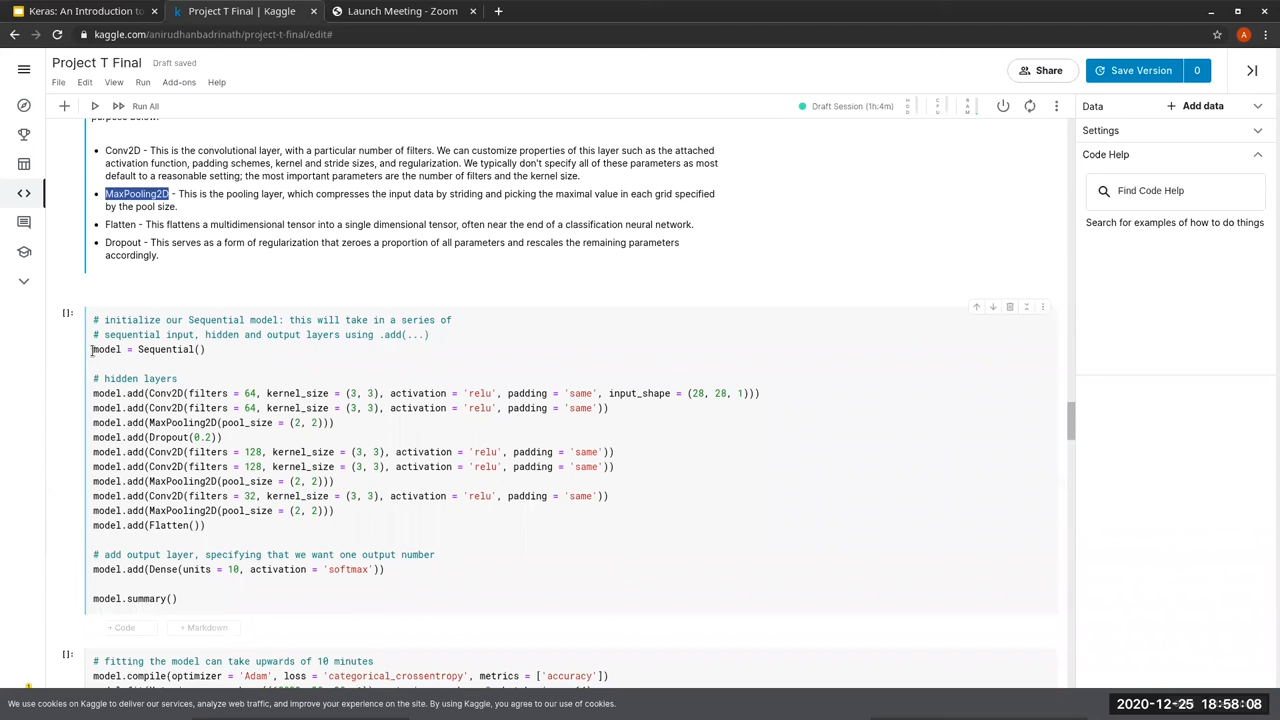 Keras: An Introduction to
Project T Final | Kaggle
Launch Meeting - Zoom
kaggle.com/anirudhanbadrinath/project-t-final/edit#
A
Project T Final
Draft saved
File Edit View Run Add-ons Help
Share
Save Version
0
Run All
Draft Session (1h:4m)
Data
Add data
Settings
Code Help
Find Code Help
Search for examples of how to do things
purpose below.
• Conv2D - This is the convolutional layer, with a particular number of filters. We can customize properties of this layer such as the attached
activation function, padding schemes, kernel and stride sizes, and regularization. We typically don't specify all of these parameters as most
default to a reasonable setting; the most important parameters are the number of filters and the kernel size.
• MaxPooling2D - This is the pooling layer, which compresses the input data by striding and picking the maximal value in each grid specified
by the pool size.
• Flatten - This flattens a multidimensional tensor into a single dimensional tensor, often near the end of a classification neural network.
• Dropout - This serves as a form of regularization that zeroes a proportion of all parameters and rescales the remaining parameters
accordingly.
[]:
# initialize our Sequential model: this will take in a series of
# sequential input, hidden and output layers using .add(...)
model = Sequential()
# hidden layers
model.add(Conv2D(filters = 64, kernel_size = (3, 3), activation = 'relu', padding = 'same', input_shape = (28, 28, 1)))
model.add(Conv2D(filters = 64, kernel_size = (3, 3), activation = 'relu', padding = 'same'))
model.add(MaxPooling2D(pool_size = (2, 2)))
model.add(Dropout(0.2))
model.add(Conv2D(filters = 128, kernel_size = (3, 3), activation = 'relu', padding = 'same'))
model.add(Conv2D(filters = 128, kernel_size = (3, 3), activation = 'relu', padding = 'same'))
model.add(MaxPooling2D(pool_size = (2, 2)))
model.add(Conv2D(filters = 32, kernel_size = (3, 3), activation = 'relu', padding = 'same'))
model.add(MaxPooling2D(pool_size = (2, 2)))
model.add(Flatten())
# add output layer, specifying that we want one output number
model.add(Dense(units = 10, activation = 'softmax'))
model.summary()
+ Code + Markdown
[]:
# fitting the model can take upwards of 10 minutes
model.compile(optimizer = 'Adam', loss = 'categorical_crossentropy', metrics = ['accuracy'])
We use cookies on Kaggle to deliver our services, analyze web traffic, and improve your experience on the site. By using Kaggle, you agree to our use of cookies.
2020-12-25 18:58:08